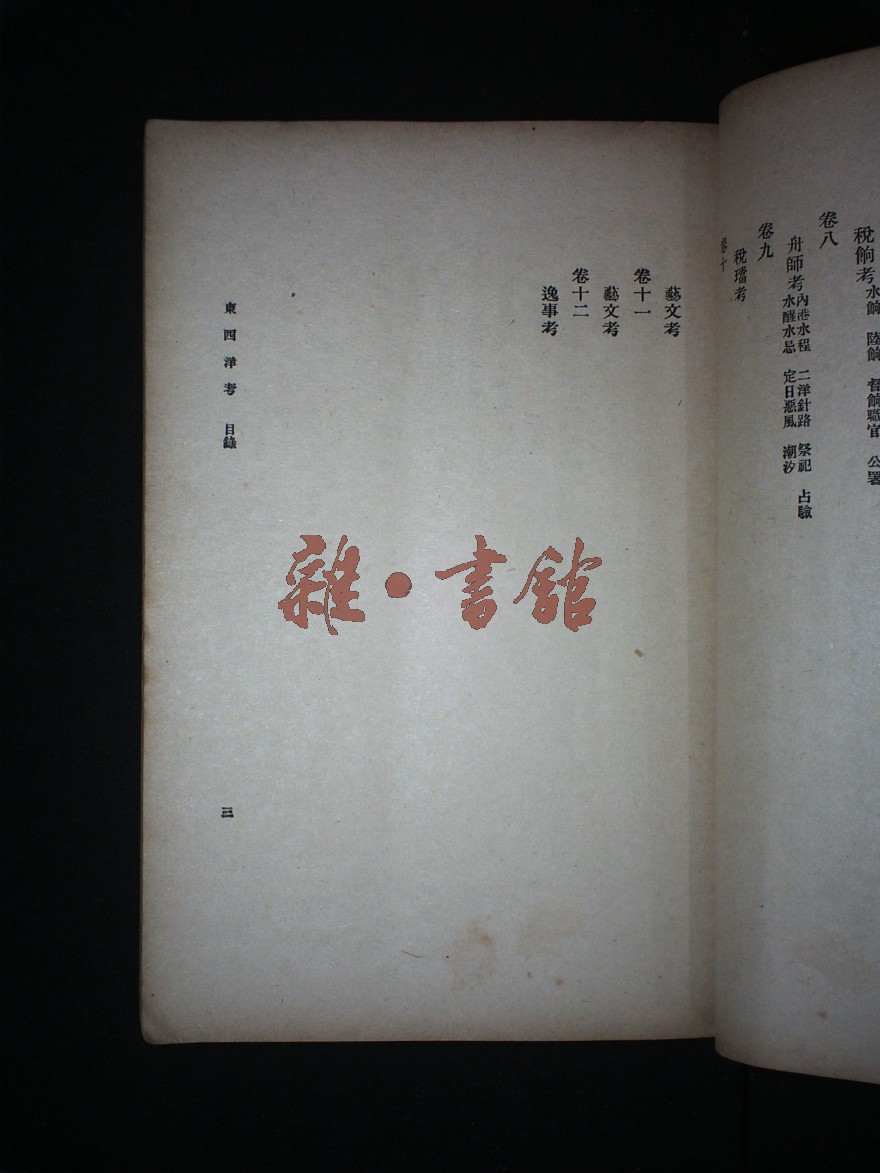 稅餉考水餉　陸餉　督餉職官　公署
卷八
舟師考內港水程　二洋針路　祭祀　占驗
水醒水忌　定日惡風　潮汐
卷九
稅璫考
卷十
藝文考
卷十一
藝文考
卷十二
逸事考
東西洋考　目錄
三
雜・書館